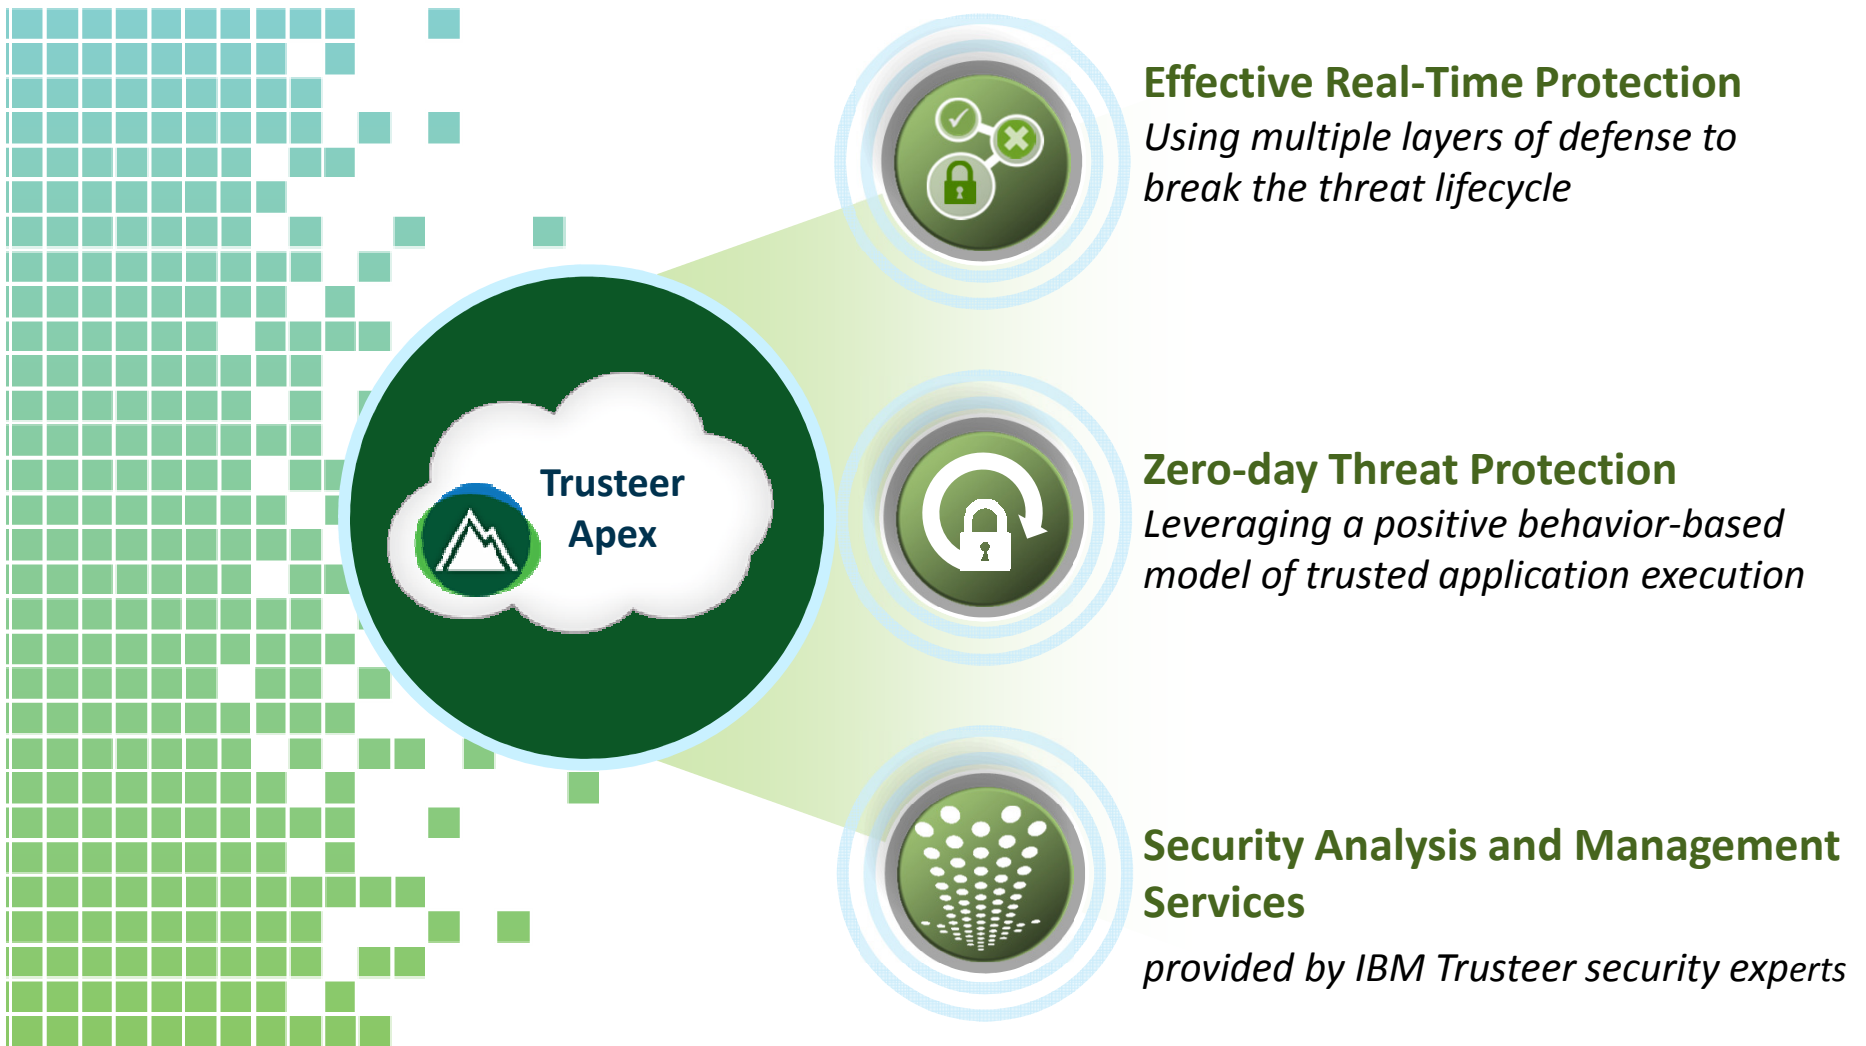 Effective Real-Time Protection
Using multiple layers of defense to
break the threat lifecycle
Trusteer
Apex
Zero-day Threat Protection
Leveraging a positive behavior-based
model of trusted application execution
Security Analysis and Management
Services
provided by IBM Trusteer security experts